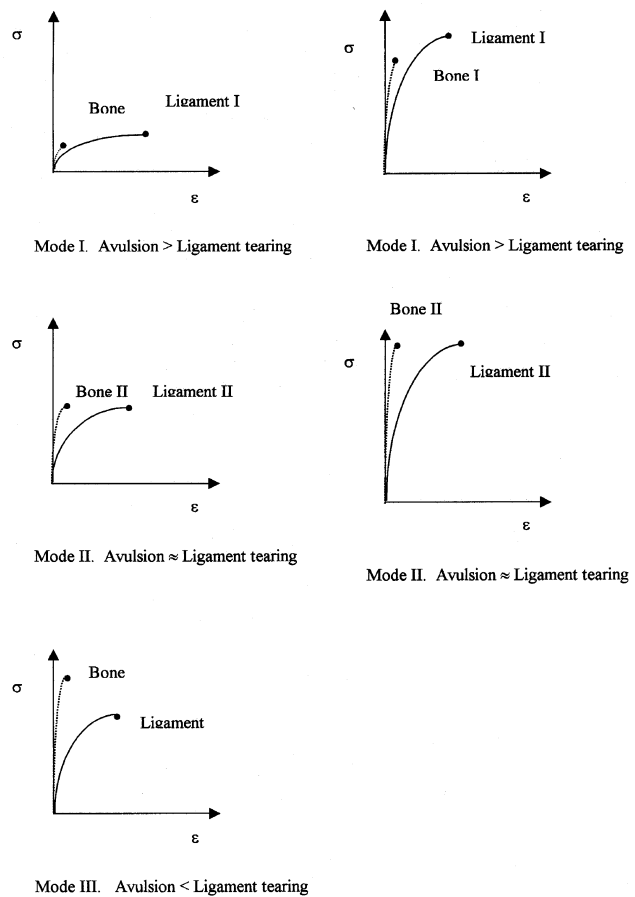 σ
Bone
Ligament I
ε
Mode I. Avulsion > Ligament tearing
σ
Ligament I
Bone I
ε
Mode I. Avulsion > Ligament tearing
σ
Bone II
Ligament II
ε
Mode II. Avulsion ≈ Ligament tearing
Bone II
σ
Ligament II
ε
Mode II. Avulsion ≈ Ligament tearing
σ
Bone
Ligament
ε
Mode III. Avulsion < Ligament tearing